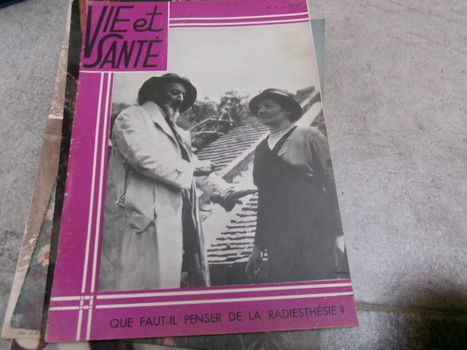 VIE et
SANTÉ
QUE FAUT-IL PENSER DE LA RADIESTHÉSIE ?